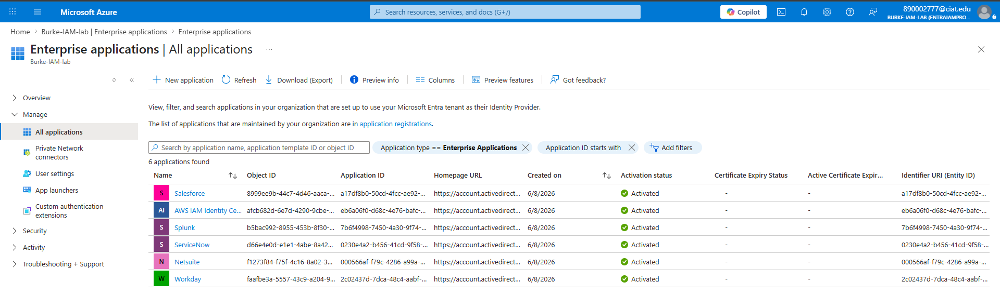 Microsoft Azure
Search resources, services, and docs (G+/)
Copilot
890002777@ciat.edu
BURKE-IAM-LAB (ENTRAIAMPRO...
Home > Burke-IAM-lab | Enterprise applications > Enterprise applications
Enterprise applications | All applications ...
Burke-IAM-lab
New application Refresh Download (Export) Preview info Columns Preview features Got feedback?
Overview
Manage
All applications
Private Network
connectors
User settings
App launchers
Custom authentication
extensions
Security
Activity
Troubleshooting + Support
View, filter, and search applications in your organization that are set up to use your Microsoft Entra tenant as their Identity Provider.
The list of applications that are maintained by your organization are in application registrations.
Search by application name, application template ID or object ID
Application type == Enterprise Applications
Application ID starts with
Add filters
6 applications found
Name Object ID Application ID Homepage URL Created on Activation status Certificate Expiry Status Active Certificate Expir... Identifier URI (Entity ID)
S Salesforce 8999ee9b-44c7-4d46-aaca-... a17df8b0-50cd-4fcc-ae92-... https://account.activedirect... 6/8/2026 Activated - - a17df8b0-50cd-4fcc-ae92-...
AI AWS IAM Identity Ce... afcb682d-6e7d-4290-9cbe-... eb6a06f0-d68c-4e76-bafc-... https://account.activedirect... 6/8/2026 Activated - - eb6a06f0-d68c-4e76-bafc-...
S Splunk b5bac992-8955-453b-8f30-... 7b6f4998-7450-4a30-9f74-... https://account.activedirect... 6/8/2026 Activated - - 7b6f4998-7450-4a30-9f74-...
S ServiceNow d66e4e0d-e1e1-4abe-8a42... 0230e4a2-b456-41cd-9f58-... https://account.activedirect... 6/8/2026 Activated - - 0230e4a2-b456-41cd-9f58-...
N Netsuite f1273f84-f75f-4c16-8a02-3... 000566af-f79c-4286-a99a-... https://account.activedirect... 6/8/2026 Activated - - 000566af-f79c-4286-a99a-...
W Workday faafbe3a-5557-43c9-a204-9... 2c02437d-7dca-48c4-aabf-... https://account.activedirect... 6/8/2026 Activated - - 2c02437d-7dca-48c4-aabf-...